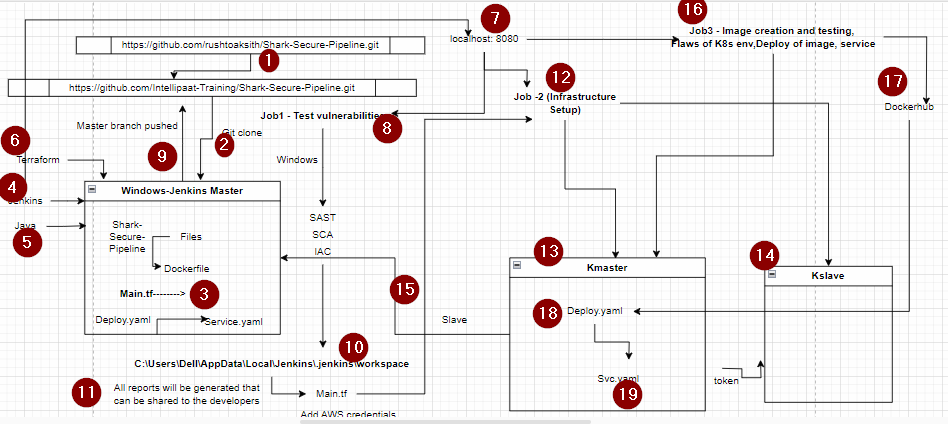 16
7
https://github.com/rushtoaksith/Shark-Secure-Pipeline.git
localhost: 8080
Job3 - Image creation and testing,
Flaws of K8s env,Deploy of image, service
1
https://github.com/Intellipaat-Training/Shark-Secure-Pipeline.git
12
17
Job -2 (Infrastructure
Setup)
Dockerhub
Job1 - Test vulnerabilities
8
Master branch pushed
Git clone
2
6
Terraform
9
Windows
4
Jenkins
Windows-Jenkins Master
Java
5
Shark-
Secure-
Pipeline
Files
Dockerfile
SAST
SCA
IAC
13
Kmaster
14
Kslave
Main.tf-------->
3
15
Deploy.yaml
Service.yaml
Slave
18
Deploy.yaml
10
C:\Users\Dell\AppData\Local\Jenkins\.jenkins\workspace
11
All reports will be generated that
can be shared to the developers
Main.tf
Svc.yaml
19
token
Add AWS credentials